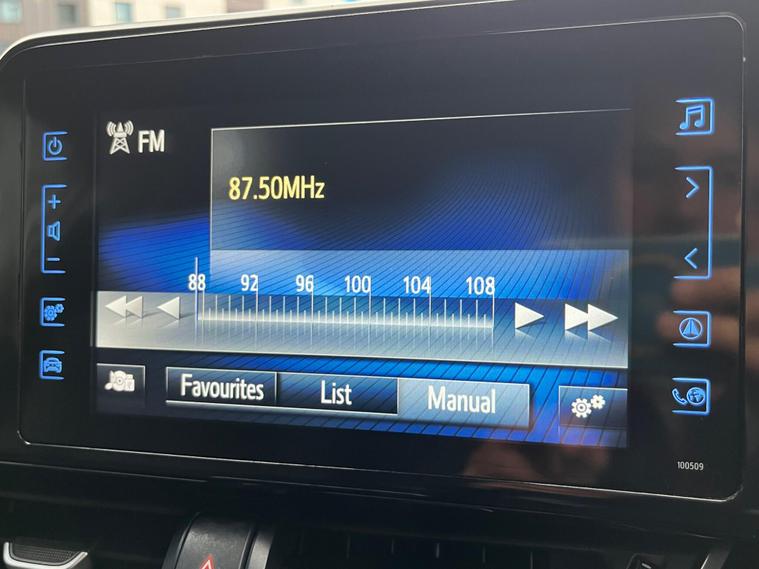 FM
87.50MHz
88 92 96 100 104 108
Favourites List Manual
100509